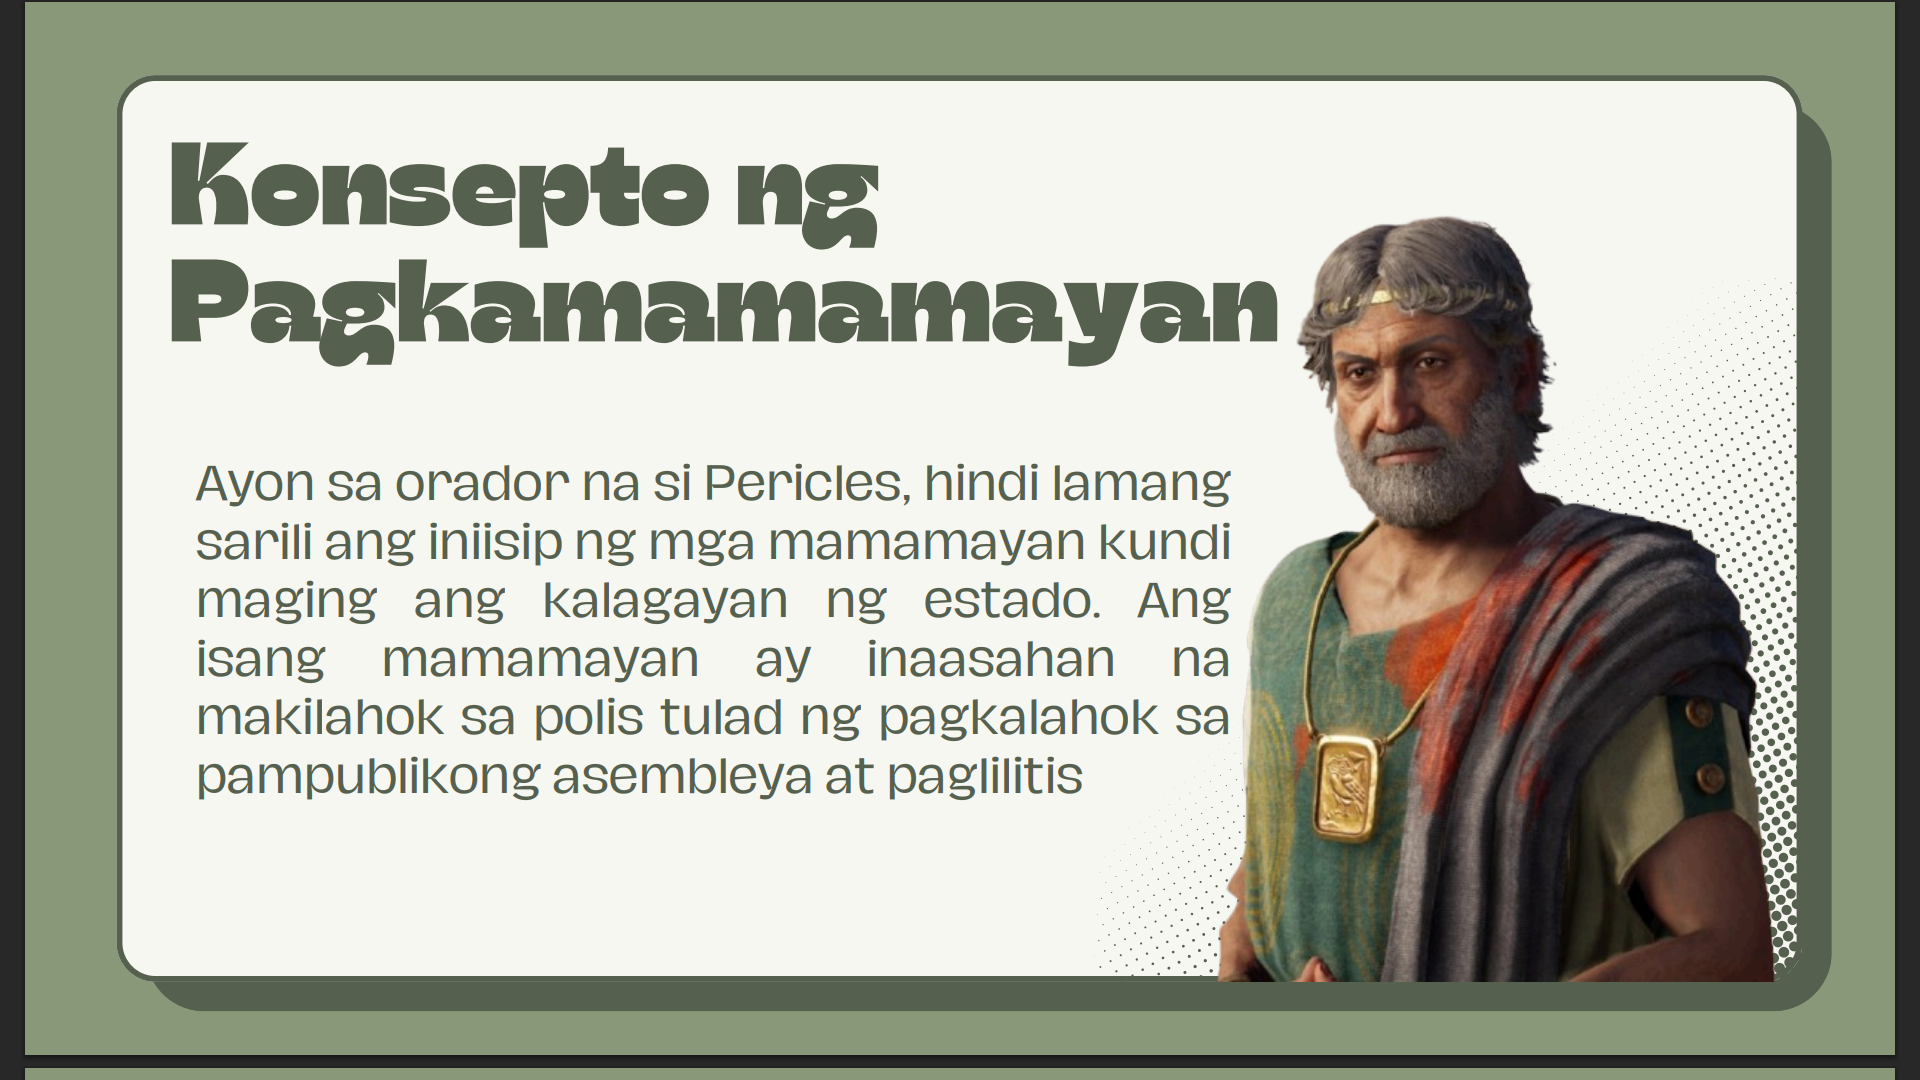 Konsepto ng
Pagkamamamayan
Ayon sa orador na si Pericles, hindi lamang
sarili ang iniisip ng mga mamamayan kundi
maging ang kalagayan ng estado. Ang
isang mamamayan ay inaasahan na
makilahok sa polis tulad ng pagkalahok sa
pampublikong asembleya at paglilitis